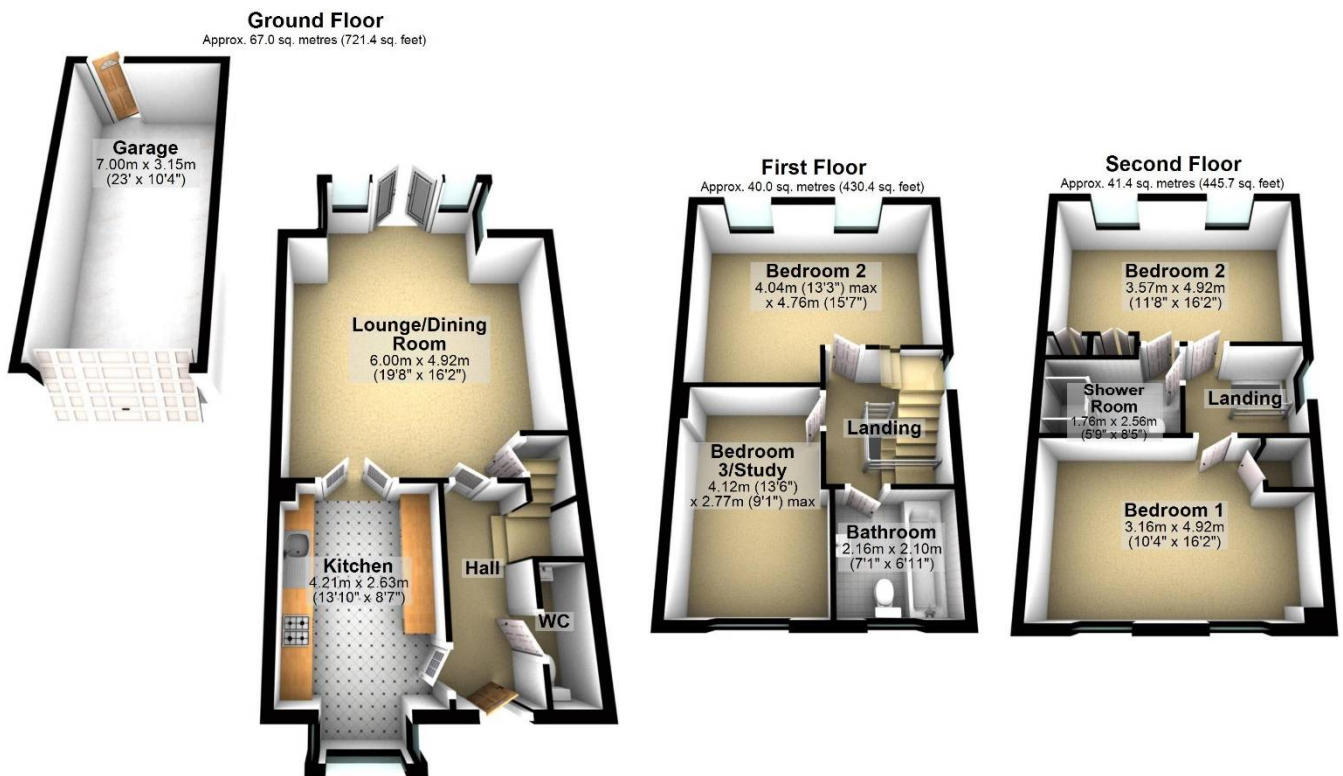 Ground Floor
Approx. 67.0 sq. metres (721.4 sq. feet)
Garage
7.00m x 3.15m
(23' x 10'4")
Lounge/Dining
Room
6.00m x 4.92m
(19'8" x 16'2")
Kitchen
4.21m x 2.63m
(13'10" x 8'7")
Hall
WC
First Floor
Approx. 40.0 sq. metres (430.4 sq. feet)
Bedroom 2
4.04m (13'3") max
x 4.76m (15'7")
Landing
Bedroom
3/Study
4.12m (13'6")
x 2.77m (9'1") max
Bathroom
2.16m x 2.10m
(7'1" x 6'11")
Second Floor
Approx. 41.4 sq. metres (445.7 sq. feet)
Bedroom 2
3.57m x 4.92m
(11'8" x 16'2")
Shower
Room
1.76m x 2.56m
(5'9" x 8'5")
Landing
Bedroom 1
3.16m x 4.92m
(10'4" x 16'2")